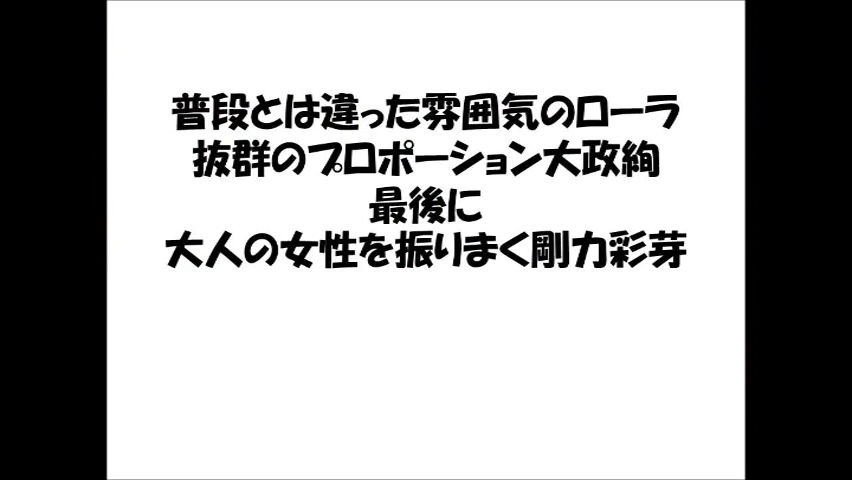 普段とは違った雰囲気のローラ
抜群のプロポーション大政絢
最後に
大人の女性を振りまく剛力彩芽